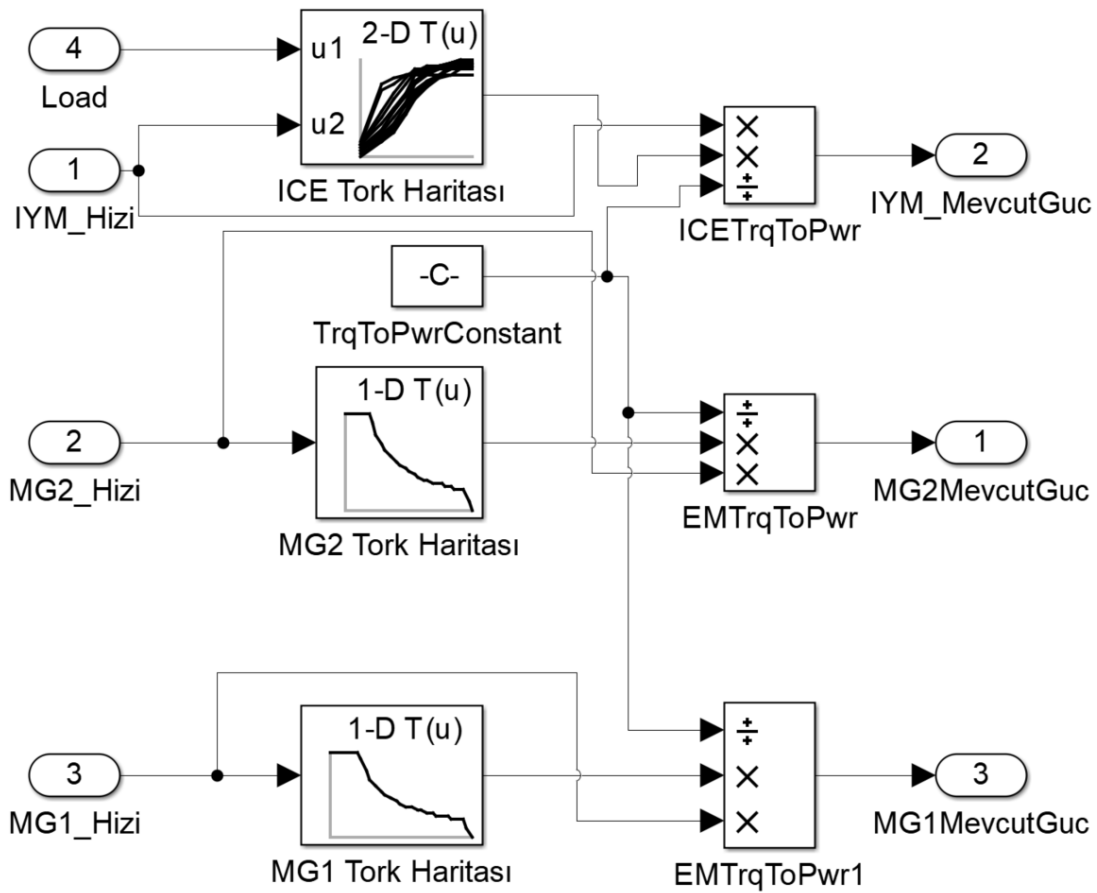 4
Load
u1
2-D T(u)
u2
ICE Tork Haritası
1
IYM_Hizi
×
×
÷
ICETrqToPwr
2
IYM_MevcutGuc
-C-
TrqToPwrConstant
2
MG2_Hizi
1-D T(u)
MG2 Tork Haritası
÷
×
×
EMTrqToPwr
1
MG2MevcutGuc
3
MG1_Hizi
1-D T(u)
MG1 Tork Haritası
÷
×
×
EMTrqToPwr1
3
MG1MevcutGuc